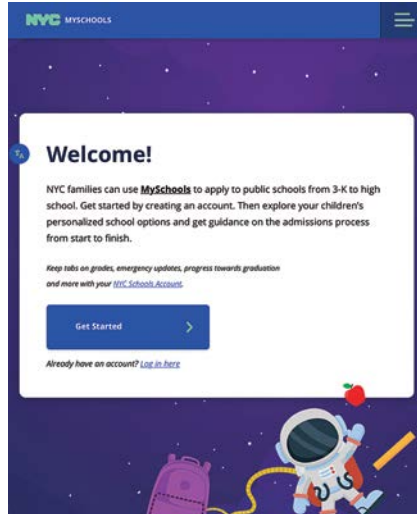 NYC MYSCHOOLS
Welcome!
NYC families can use MySchools to apply to public schools from 3-K to high
school. Get started by creating an account. Then explore your children's
personalized school options and get guidance on the admissions process
from start to finish.
Keep tabs on grades, emergency updates, progress towards graduation
and more with your NYC Schools Account.
Get Started
Already have an account? Log in here